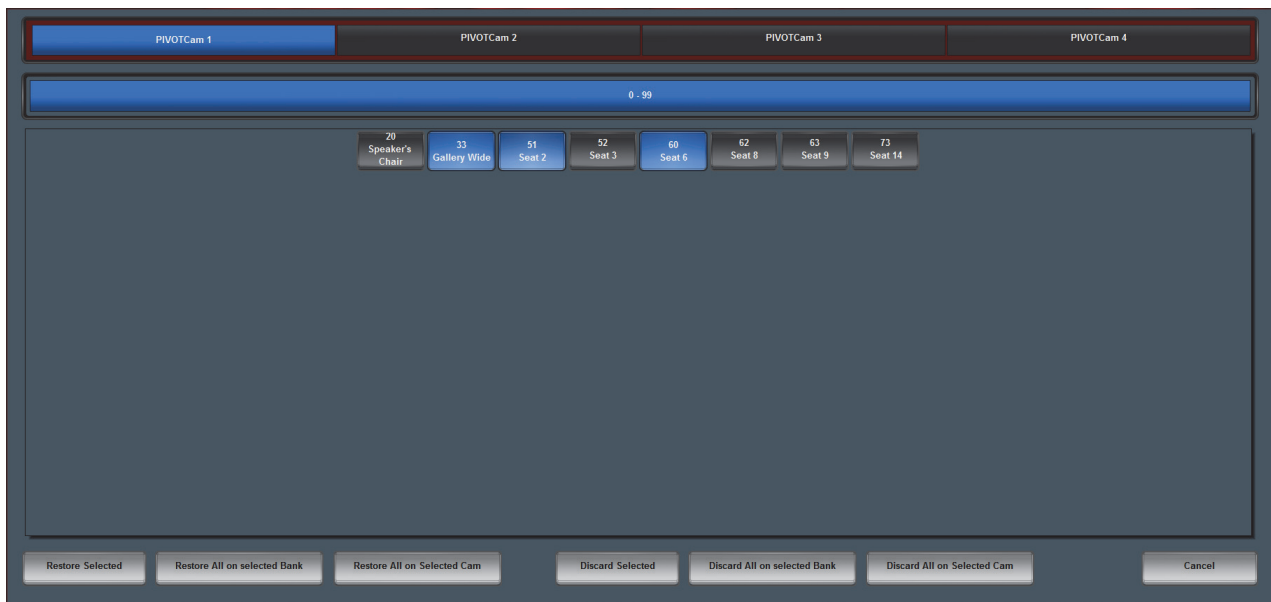 PIVOTCam 1
PIVOTCam 2
PIVOTCam 3
PIVOTCam 4
0 - 99
20
Speaker's
Chair
33
Gallery Wide
51
Seat 2
52
Seat 3
60
Seat 6
62
Seat 8
63
Seat 9
73
Seat 14
Restore Selected
Restore All on selected Bank
Restore All on Selected Cam
Discard Selected
Discard All on selected Bank
Discard All on Selected Cam
Cancel